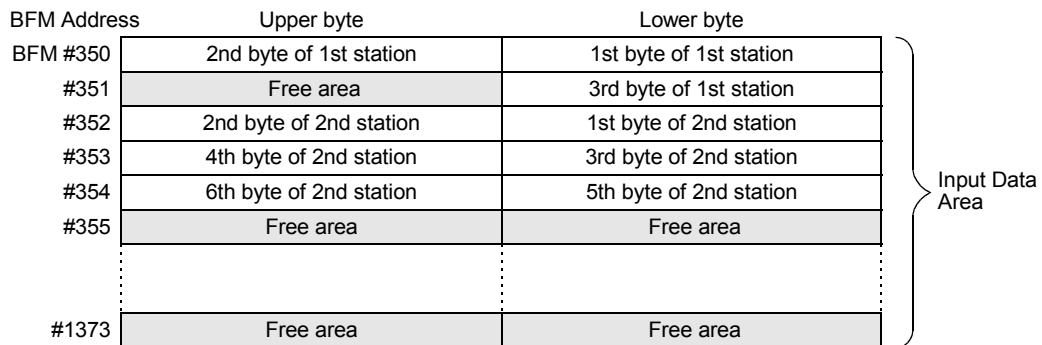 BFM Address Upper byte Lower byte
BFM #350 2nd byte of 1st station 1st byte of 1st station
#351 Free area 3rd byte of 1st station
#352 2nd byte of 2nd station 1st byte of 2nd station
#353 4th byte of 2nd station 3rd byte of 2nd station
#354 6th byte of 2nd station 5th byte of 2nd station
#355 Free area Free area
#1373 Free area Free area
Input Data
Area